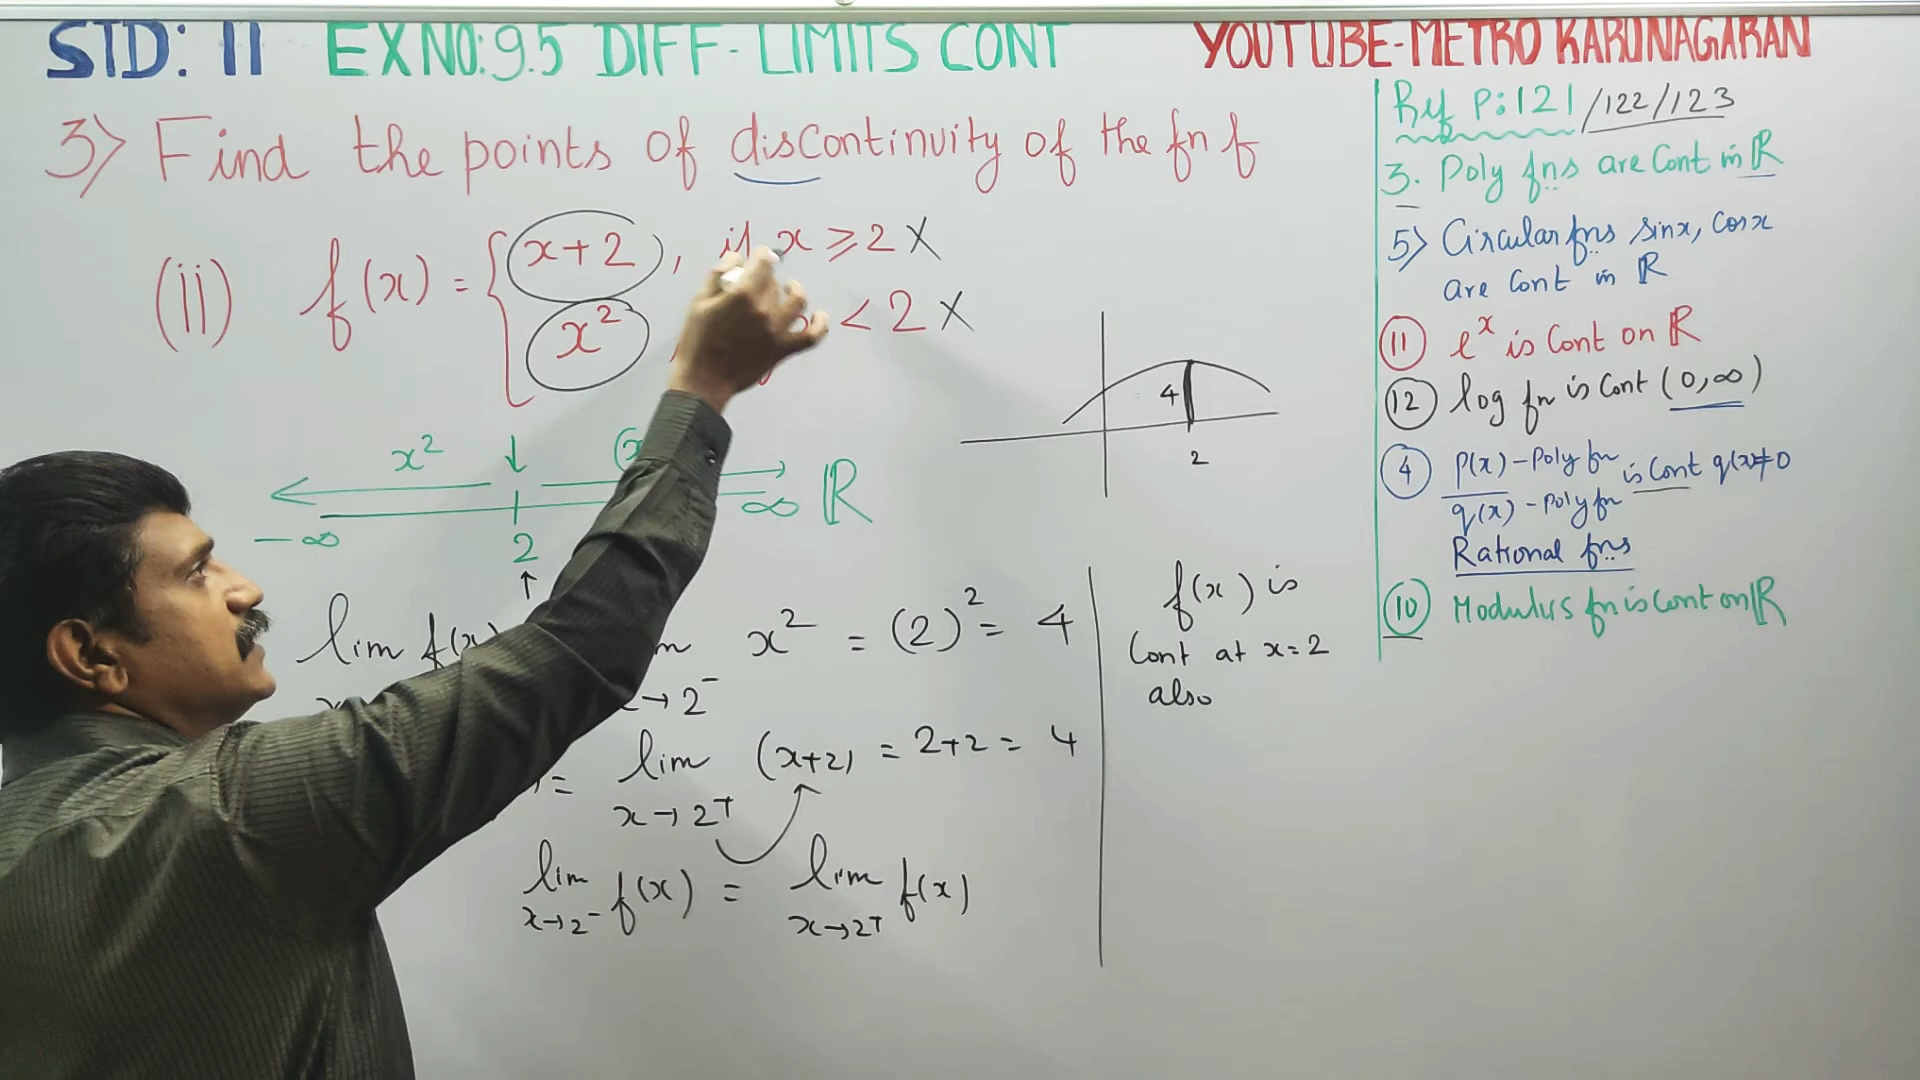 STD: 11 EX NO: 9.5 DIFF - LIMITS CONT YOUTUBE-METRO KARUNAGARAN
3) Find the points of discontinuity of the fn f
(ii) f(x) = { x+2, if x ≥ 2 X
x² < 2 X
x² ↓
-∞ 2 ∞ ℝ
↑
4
2
lim f(x) x² = (2)² = 4
→ 2⁻
= lim (x+2) = 2+2 = 4
x → 2⁺
lim f(x) = lim f(x)
x→2⁻ x→2⁺
f(x) is
Cont at x=2
also
Ref P: 121 /122/123
3. Poly fns are Cont in ℝ
5) Circular fns sinx, cosx
are Cont in ℝ
(11) eˣ is Cont on ℝ
(12) log fn is Cont (0, ∞)
(4) p(x) - Poly fn is Cont q(x)≠0
q(x) - Poly fn
Rational fns
(10) Modulus fn is Cont on ℝ